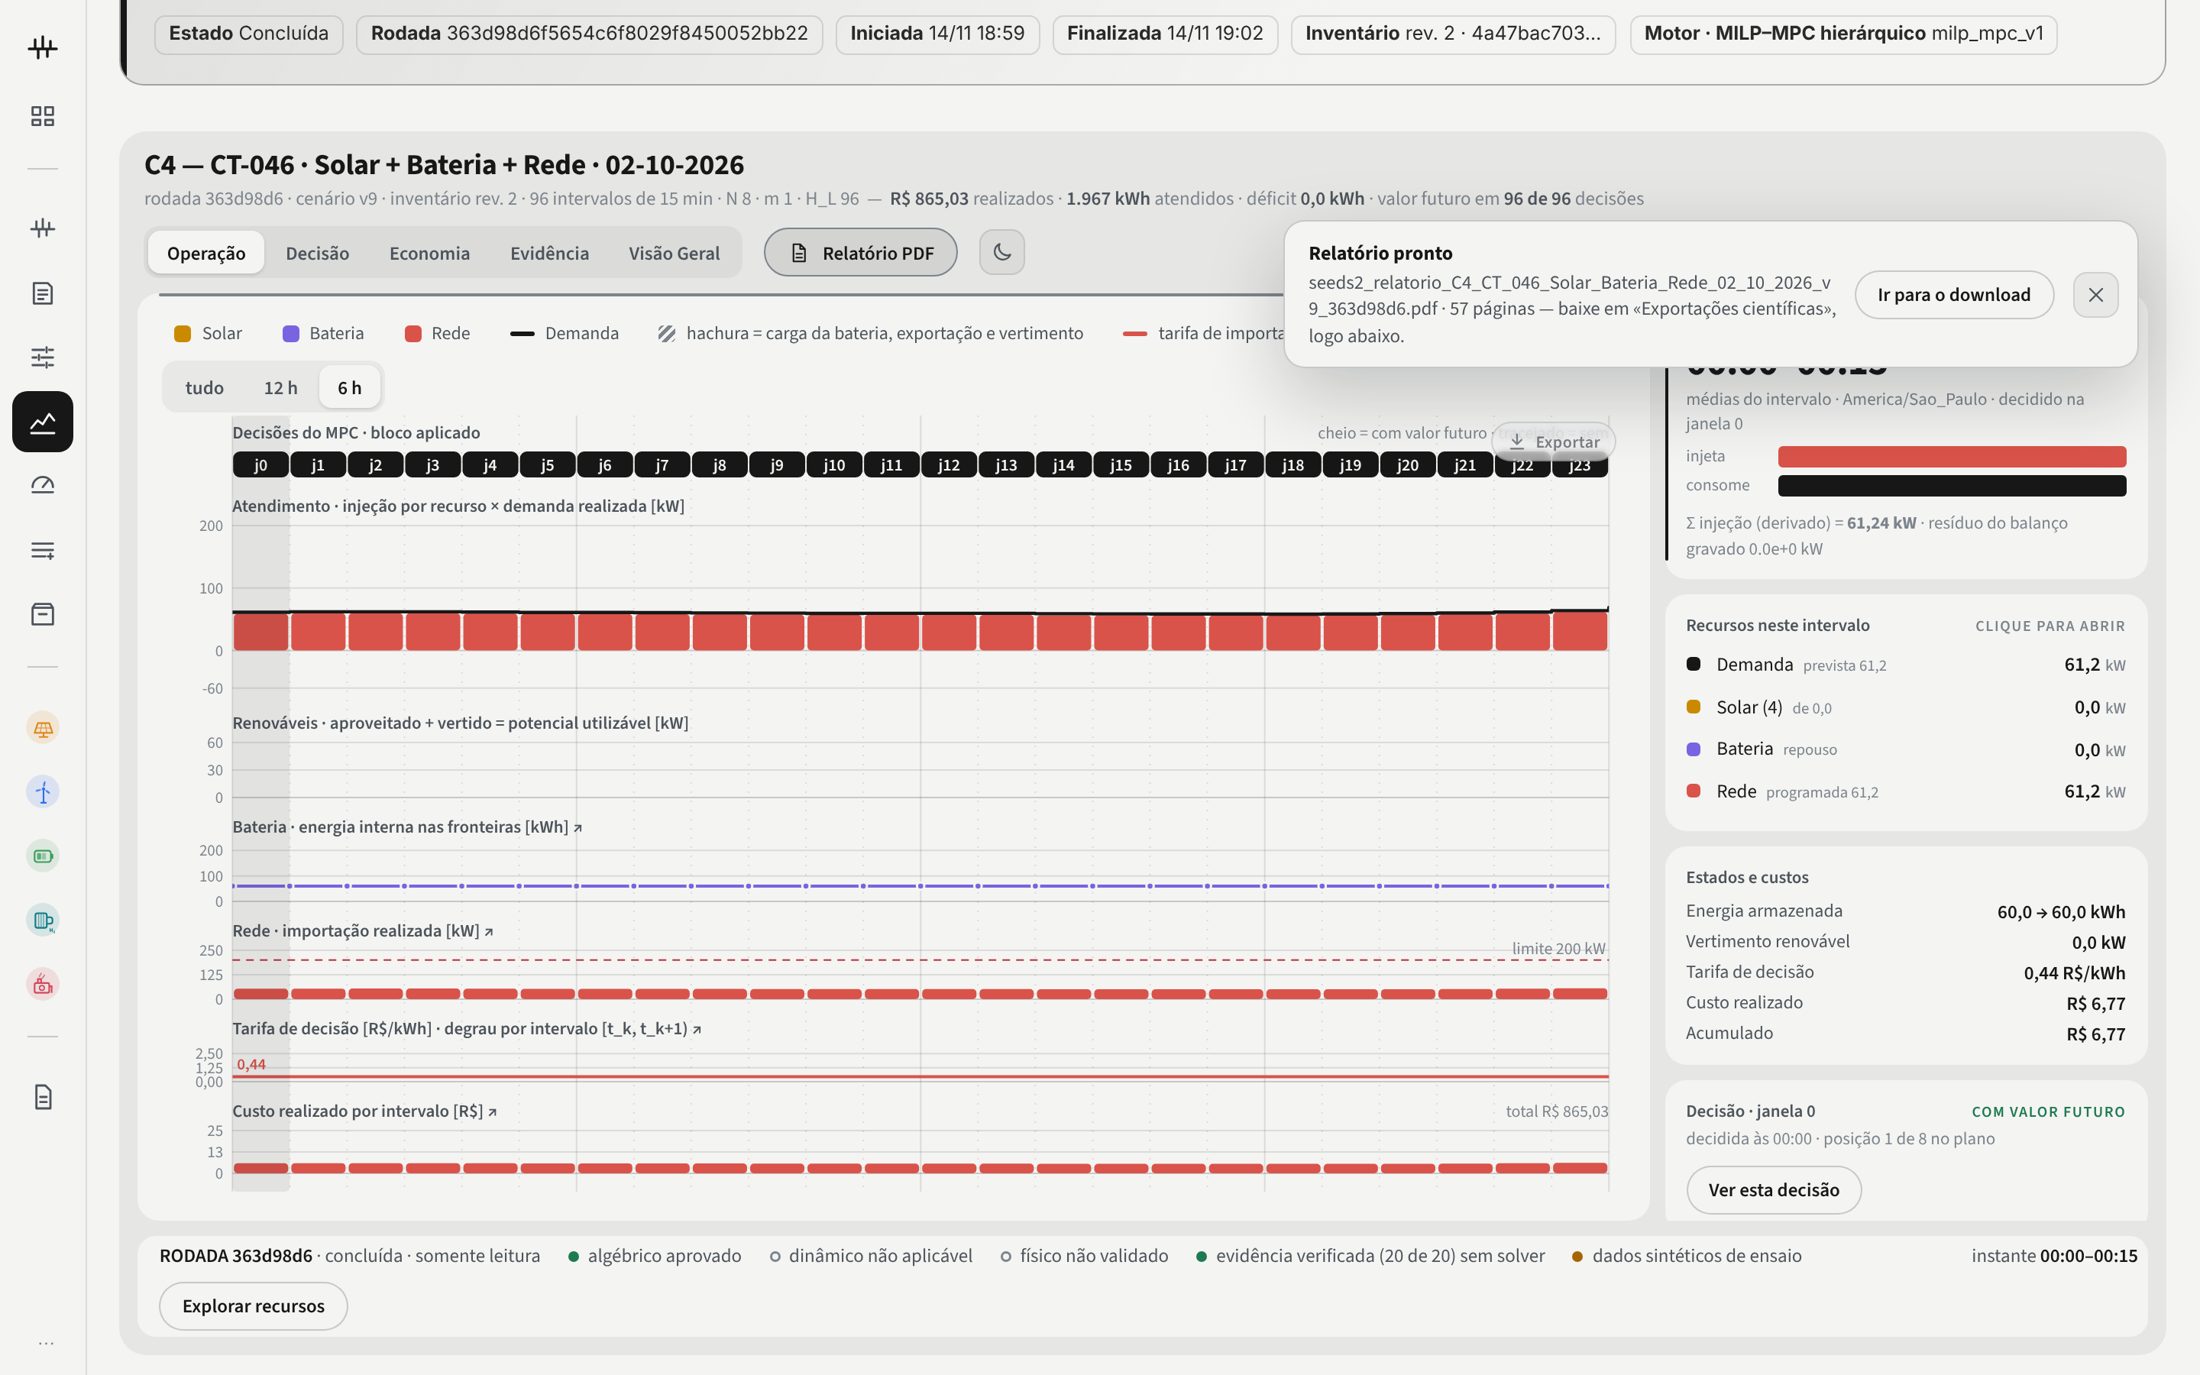 Estado Concluída
Rodada 363d98d6f5654c6f8029f8450052bb22
Iniciada 14/11 18:59
Finalizada 14/11 19:02
Inventário rev. 2 · 4a47bac703...
Motor · MILP–MPC hierárquico milp_mpc_v1
C4 — CT-046 · Solar + Bateria + Rede · 02-10-2026
rodada 363d98d6 · cenário v9 · inventário rev. 2 · 96 intervalos de 15 min · N 8 · m 1 · H_L 96 — R$ 865,03 realizados · 1.967 kWh atendidos · déficit 0,0 kWh · valor futuro em 96 de 96 decisões
Operação
Decisão
Economia
Evidência
Visão Geral
Relatório PDF
Relatório pronto
seeds2_relatorio_C4_CT_046_Solar_Bateria_Rede_02_10_2026_v
9_363d98d6.pdf · 57 páginas — baixe em «Exportações científicas»,
logo abaixo.
Ir para o download
Solar
Bateria
Rede
Demanda
hachura = carga da bateria, exportação e vertimento
tarifa de importa
tudo
12 h
6 h
Decisões do MPC · bloco aplicado
cheio = com valor futuro · tracejado = sem
Exportar
j0 j1 j2 j3 j4 j5 j6 j7 j8 j9 j10 j11 j12 j13 j14 j15 j16 j17 j18 j19 j20 j21 j22 j23
Atendimento · injeção por recurso × demanda realizada [kW]
200
100
0
-60
Renováveis · aproveitado + vertido = potencial utilizável [kW]
60
30
0
Bateria · energia interna nas fronteiras [kWh] ↗
200
100
0
Rede · importação realizada [kW] ↗
250
limite 200 kW
125
0
Tarifa de decisão [R$/kWh] · degrau por intervalo [t_k, t_k+1) ↗
2,50
1,25
0,44
0,00
Custo realizado por intervalo [R$] ↗
total R$ 865,03
25
13
0
00:00–00:15
médias do intervalo · America/Sao_Paulo · decidido na
janela 0
injeta
consome
Σ injeção (derivado) = 61,24 kW · resíduo do balanço
gravado 0.0e+0 kW
Recursos neste intervalo
CLIQUE PARA ABRIR
Demanda prevista 61,2 61,2 kW
Solar (4) de 0,0 0,0 kW
Bateria repouso 0,0 kW
Rede programada 61,2 61,2 kW
Estados e custos
Energia armazenada 60,0 → 60,0 kWh
Vertimento renovável 0,0 kW
Tarifa de decisão 0,44 R$/kWh
Custo realizado R$ 6,77
Acumulado R$ 6,77
Decisão · janela 0
COM VALOR FUTURO
decidida às 00:00 · posição 1 de 8 no plano
Ver esta decisão
RODADA 363d98d6 · concluída · somente leitura
algébrico aprovado
dinâmico não aplicável
físico não validado
evidência verificada (20 de 20) sem solver
dados sintéticos de ensaio
instante 00:00–00:15
Explorar recursos
...